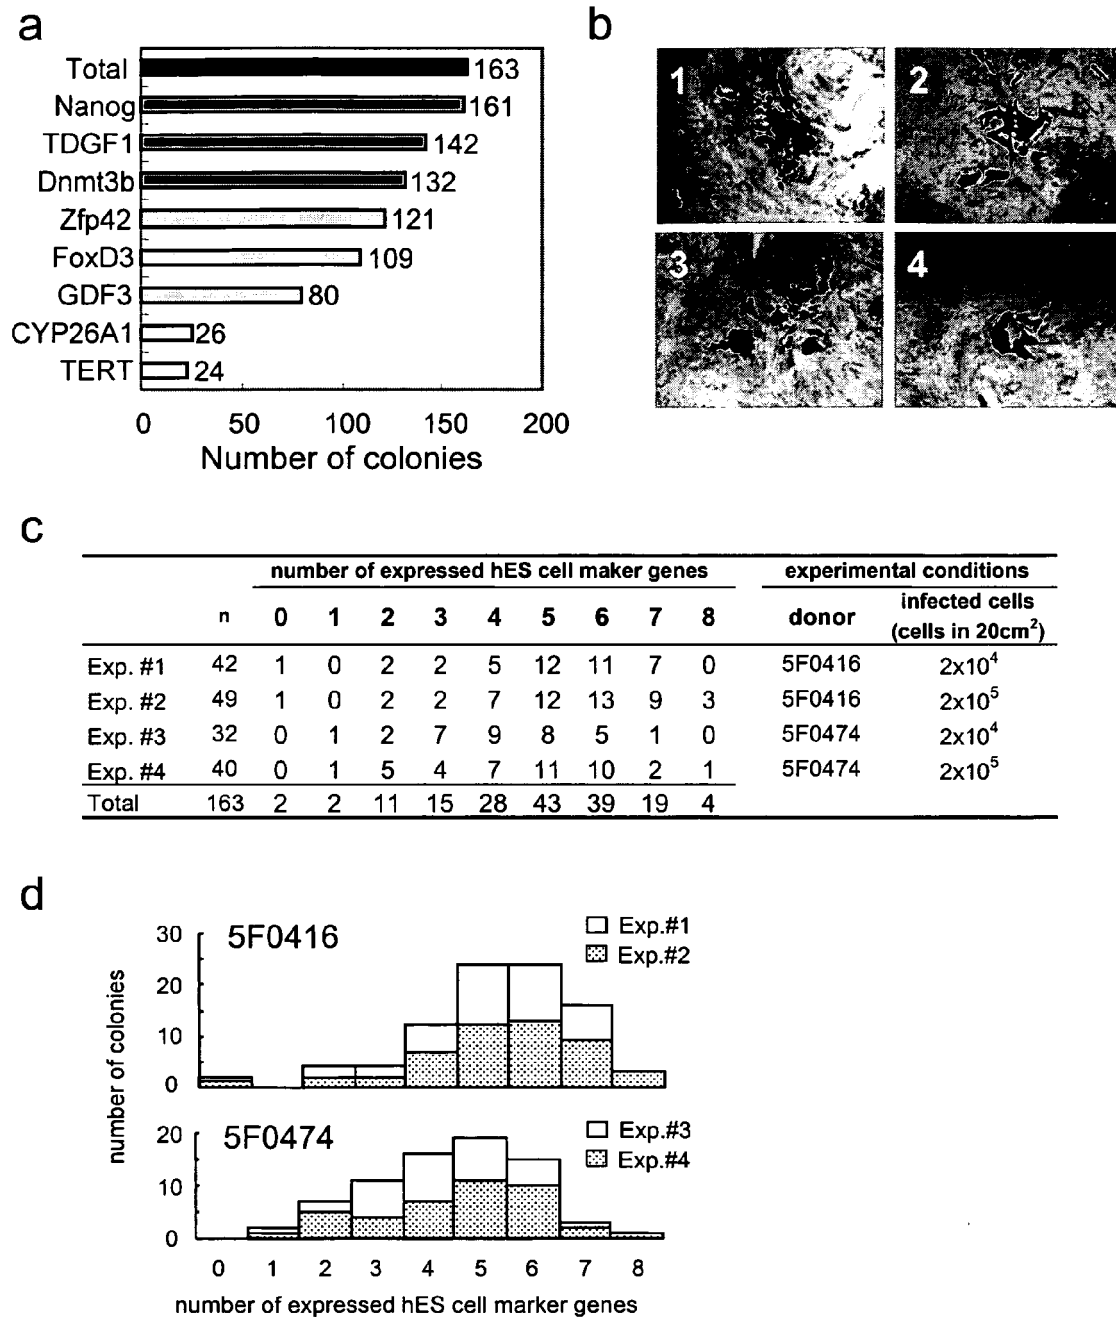 a
Total 163
Nanog 161
TDGF1 142
Dnmt3b 132
Zfp42 121
FoxD3 109
GDF3 80
CYP26A1 26
TERT 24
0 50 100 150 200
Number of colonies
b
1 2
3 4
c
number of expressed hES cell maker genes experimental conditions
n 0 1 2 3 4 5 6 7 8 donor infected cells
(cells in 20cm²)
Exp. #1 42 1 0 2 2 5 12 11 7 0 5F0416 2x10⁴
Exp. #2 49 1 0 2 2 7 12 13 9 3 5F0416 2x10⁵
Exp. #3 32 0 1 2 7 9 8 5 1 0 5F0474 2x10⁴
Exp. #4 40 0 1 5 4 7 11 10 2 1 5F0474 2x10⁵
Total 163 2 2 11 15 28 43 39 19 4
d
number of colonies
5F0416
30
20
10
0
Exp.#1
Exp.#2
5F0474
20
10
0
Exp.#3
Exp.#4
0 1 2 3 4 5 6 7 8
number of expressed hES cell marker genes